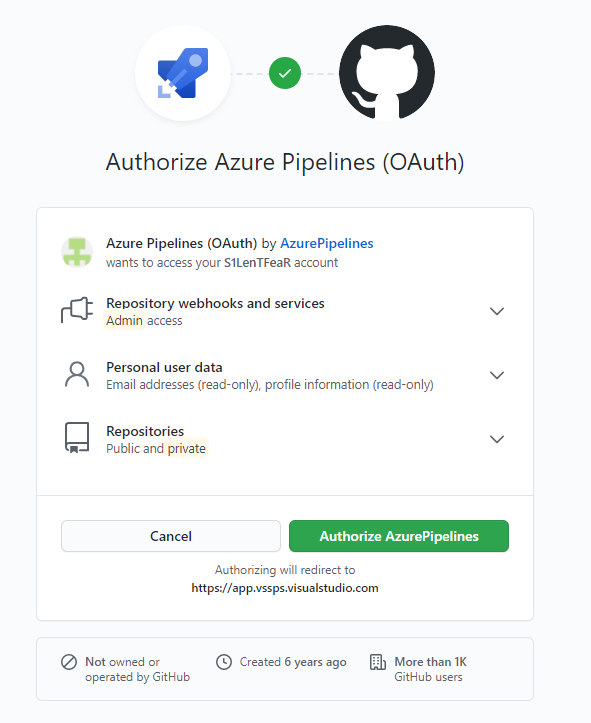 Authorize Azure Pipelines (OAuth)
Azure Pipelines (OAuth) by AzurePipelines
wants to access your S1LenTFeaR account
Repository webhooks and services
Admin access
Personal user data
Email addresses (read-only), profile information (read-only)
Repositories
Public and private
Cancel
Authorize AzurePipelines
Authorizing will redirect to
https://app.vssps.visualstudio.com
Not owned or
operated by GitHub
Created 6 years ago
More than 1K
GitHub users